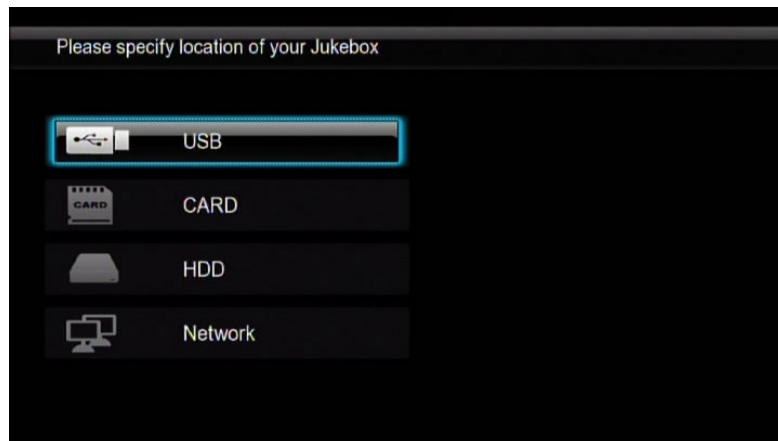 Please specify location of your Jukebox
USB
CARD
CARD
HDD
Network